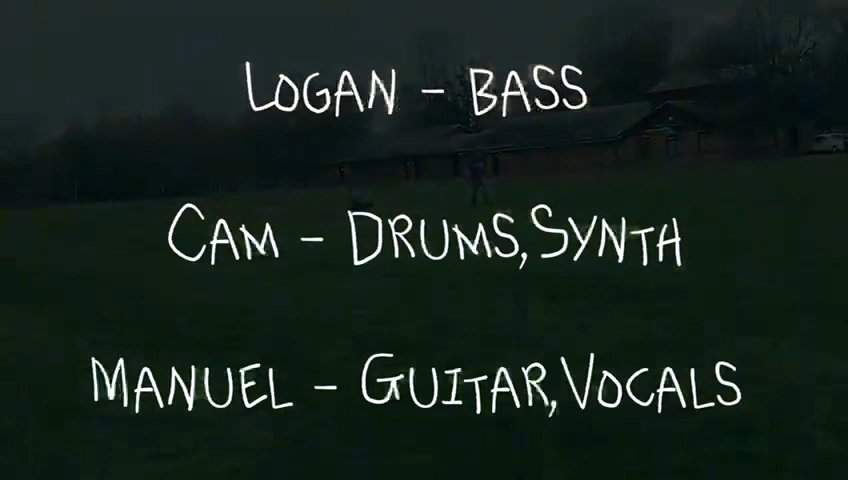 LOGAN – BASS
CAM – DRUMS, SYNTH
MANUEL – GUITAR, VOCALS